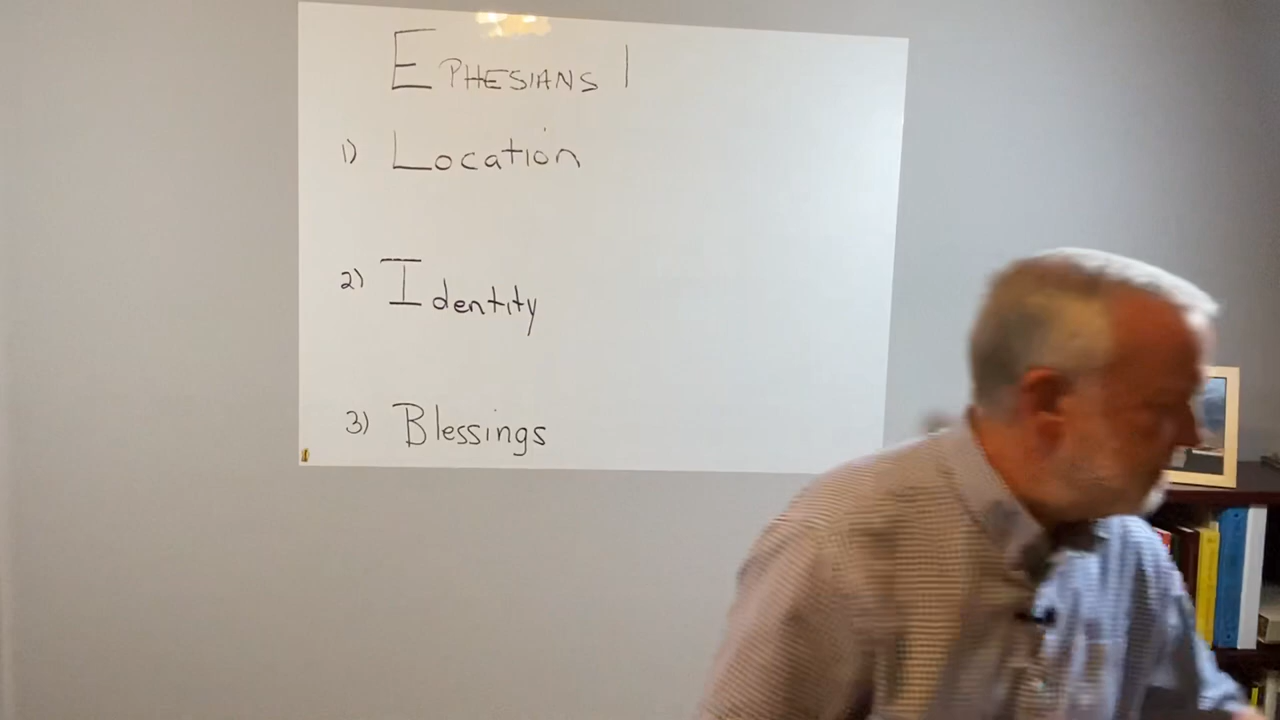 EPHESIANS 1
1) Location
2) Identity
3) Blessings